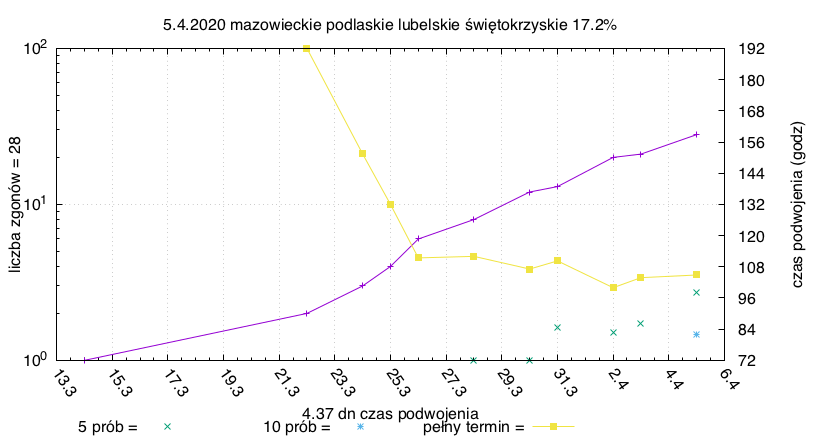 5.4.2020 mazowieckie podlaskie lubelskie świętokrzyskie 17.2%
liczba zgonów = 28
10²
10¹
10⁰
192
180
168
156
144
132
120
108
96
84
72
czas podwojenia (godz)
13.3 15.3 17.3 19.3 21.3 23.3 25.3 27.3 29.3 31.3 2.4 4.4 6.4
4.37 dn czas podwojenia
5 prób = 10 prób = pełny termin =